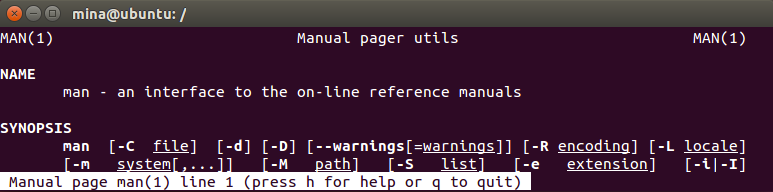 mina@ubuntu: /
MAN(1) Manual pager utils MAN(1)
NAME
man - an interface to the on-line reference manuals
SYNOPSIS
man [-C file] [-d] [-D] [--warnings[=warnings]] [-R encoding] [-L locale]
[-m system[,...]] [-M path] [-S list] [-e extension] [-i|-I]
Manual page man(1) line 1 (press h for help or q to quit)